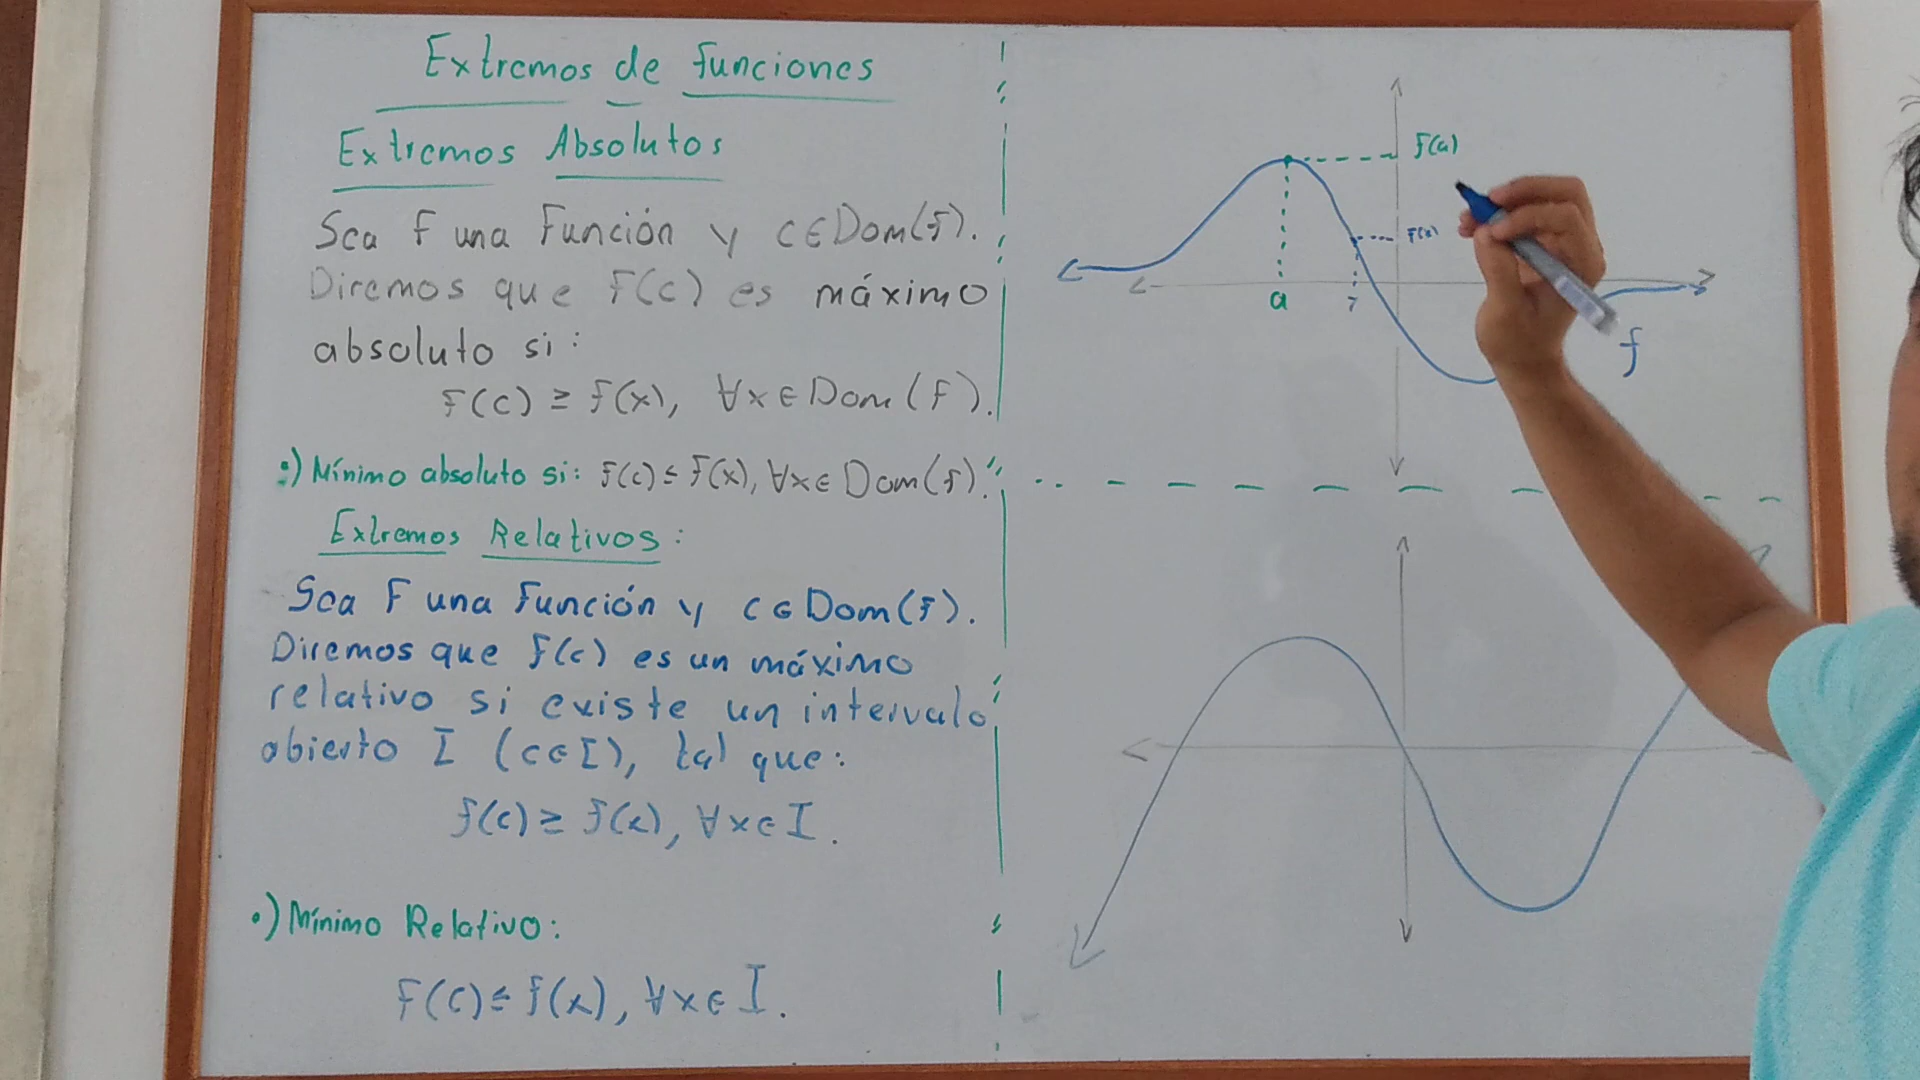 Extremos de funciones
Extremos Absolutos
Sea f una Función y c∈Dom(f).
Diremos que f(c) es máximo
absoluto si:
f(c) ≥ f(x), ∀x∈Dom(f).
•) Mínimo absoluto si: f(c) ≤ f(x), ∀x∈ Dom(f).
Extremos Relativos:
Sea f una función y c∈Dom(f).
Diremos que f(c) es un máximo
relativo si existe un intervalo
abierto I (c∈I), tal que:
f(c) ≥ f(x), ∀x∈I.
•) Mínimo Relativo:
f(c) ≤ f(x), ∀x∈I.
f(a)
f(x)
a
f